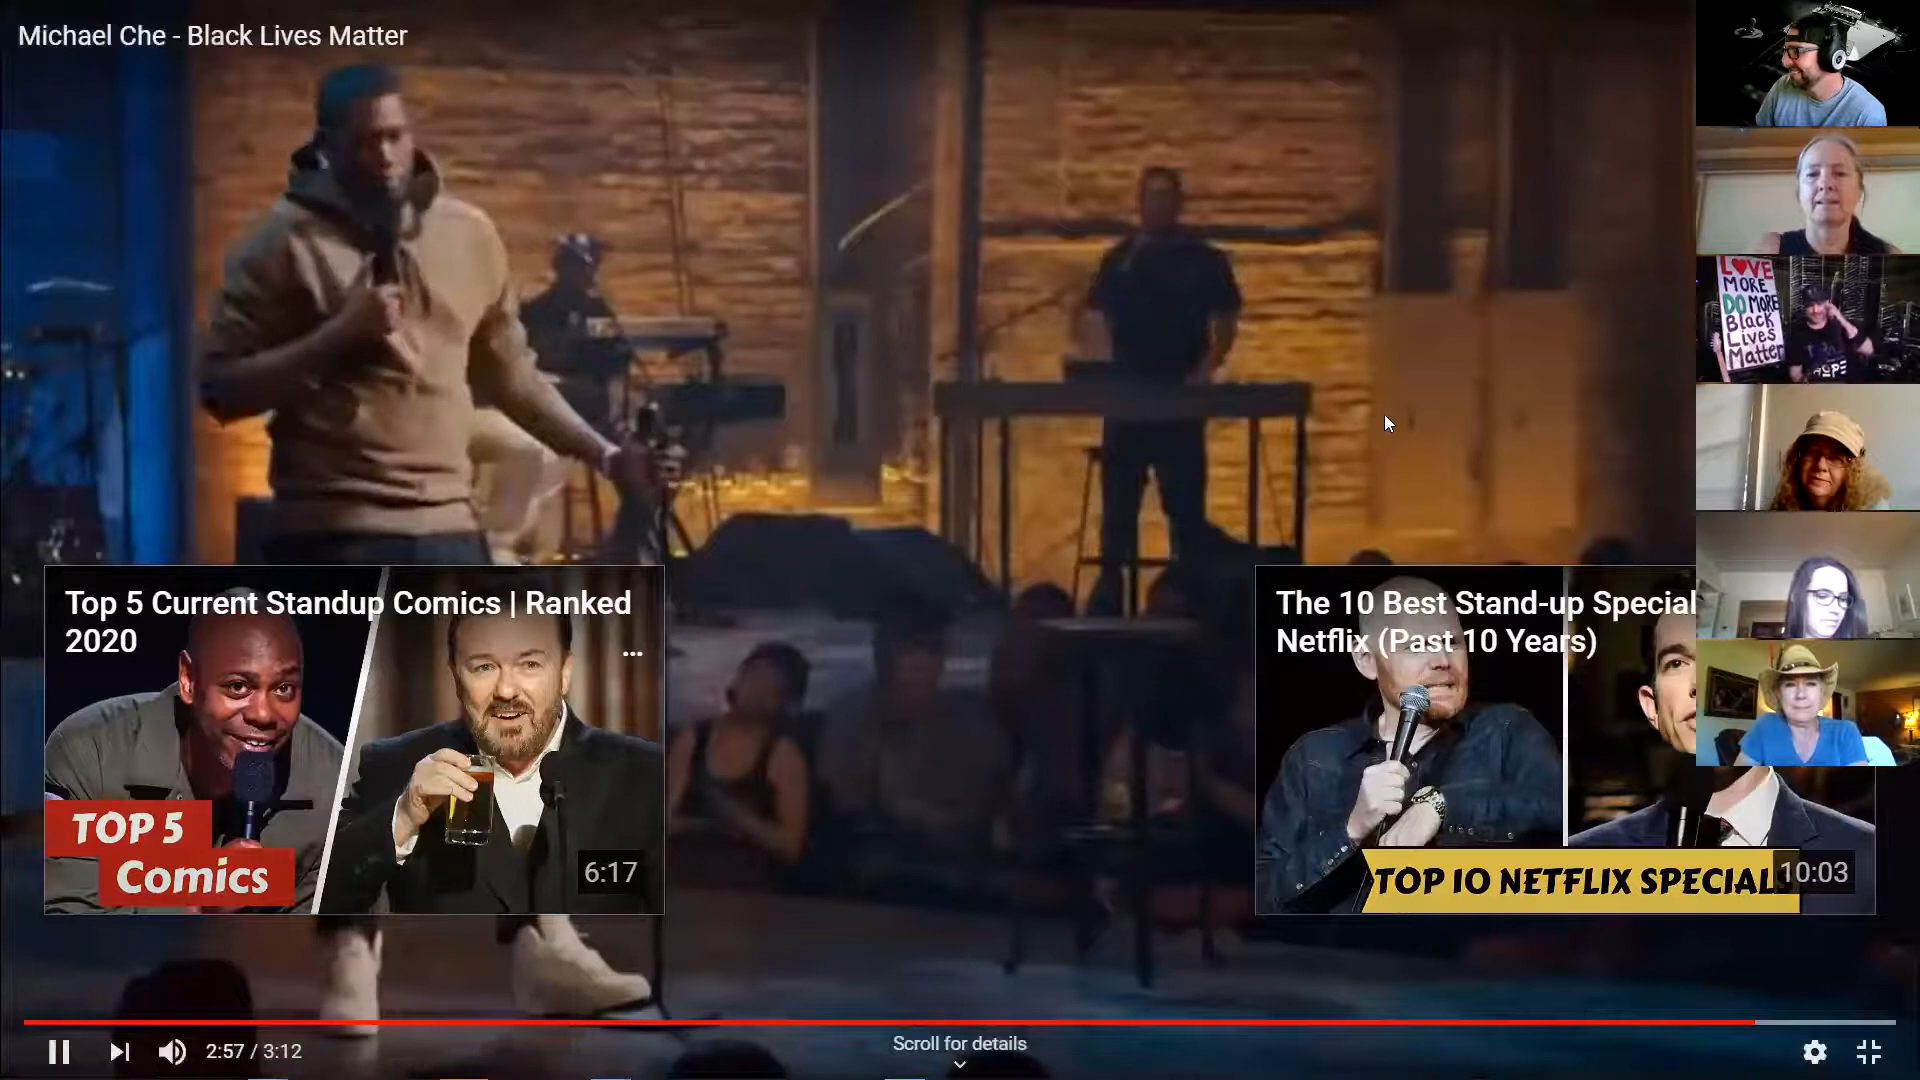 Michael Che - Black Lives Matter
LOVE
MORE
DO MORE
Black
Lives
Matter
HOPE
Top 5 Current Standup Comics | Ranked
2020
...
TOP 5
Comics
6:17
The 10 Best Stand-up Special
Netflix (Past 10 Years)
TOP 10 NETFLIX SPECIALS
10:03
2:57 / 3:12
Scroll for details